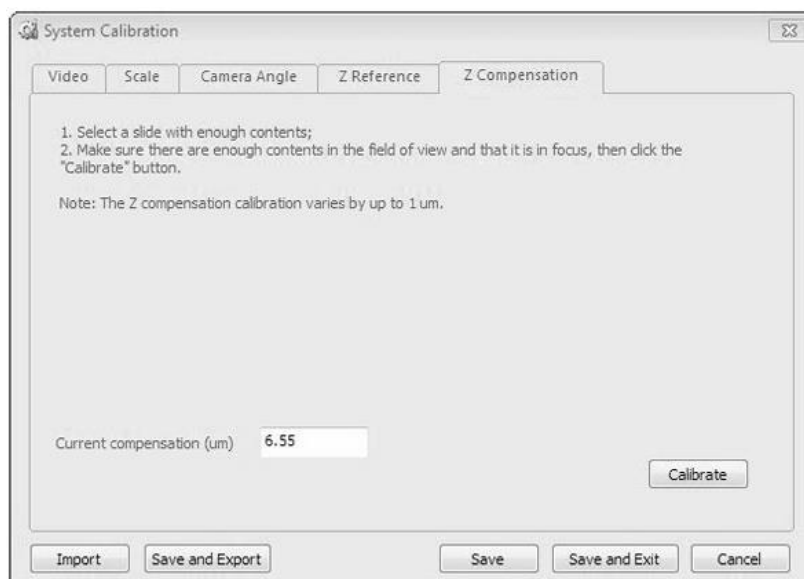 System Calibration
Video
Scale
Camera Angle
Z Reference
Z Compensation
1. Select a slide with enough contents;
2. Make sure there are enough contents in the field of view and that it is in focus, then click the
"Calibrate" button.
Note: The Z compensation calibration varies by up to 1 um.
Current compensation (um) 6.55
Calibrate
Import
Save and Export
Save
Save and Exit
Cancel